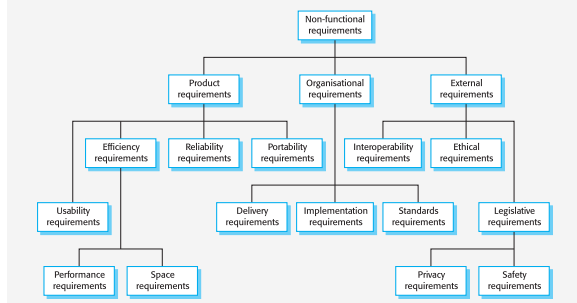 Non-functional
requirements
Product
requirements
Organisational
requirements
External
requirements
Efficiency
requirements
Reliability
requirements
Portability
requirements
Interoperability
requirements
Ethical
requirements
Usability
requirements
Delivery
requirements
Implementation
requirements
Standards
requirements
Legislative
requirements
Performance
requirements
Space
requirements
Privacy
requirements
Safety
requirements